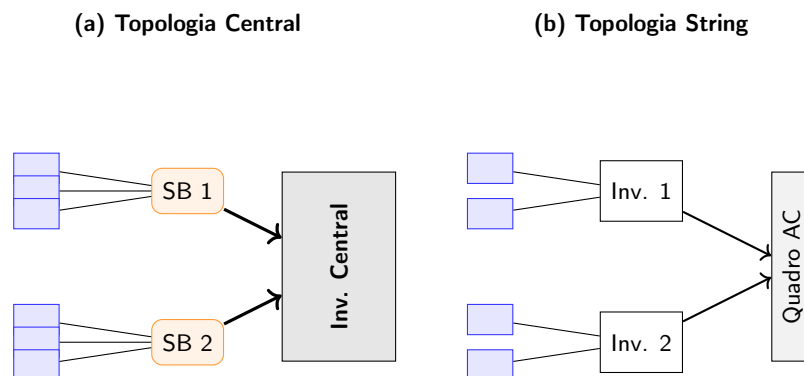 (a) Topologia Central
(b) Topologia String
SB 1
SB 2
Inv. Central
Inv. 1
Inv. 2
Quadro AC